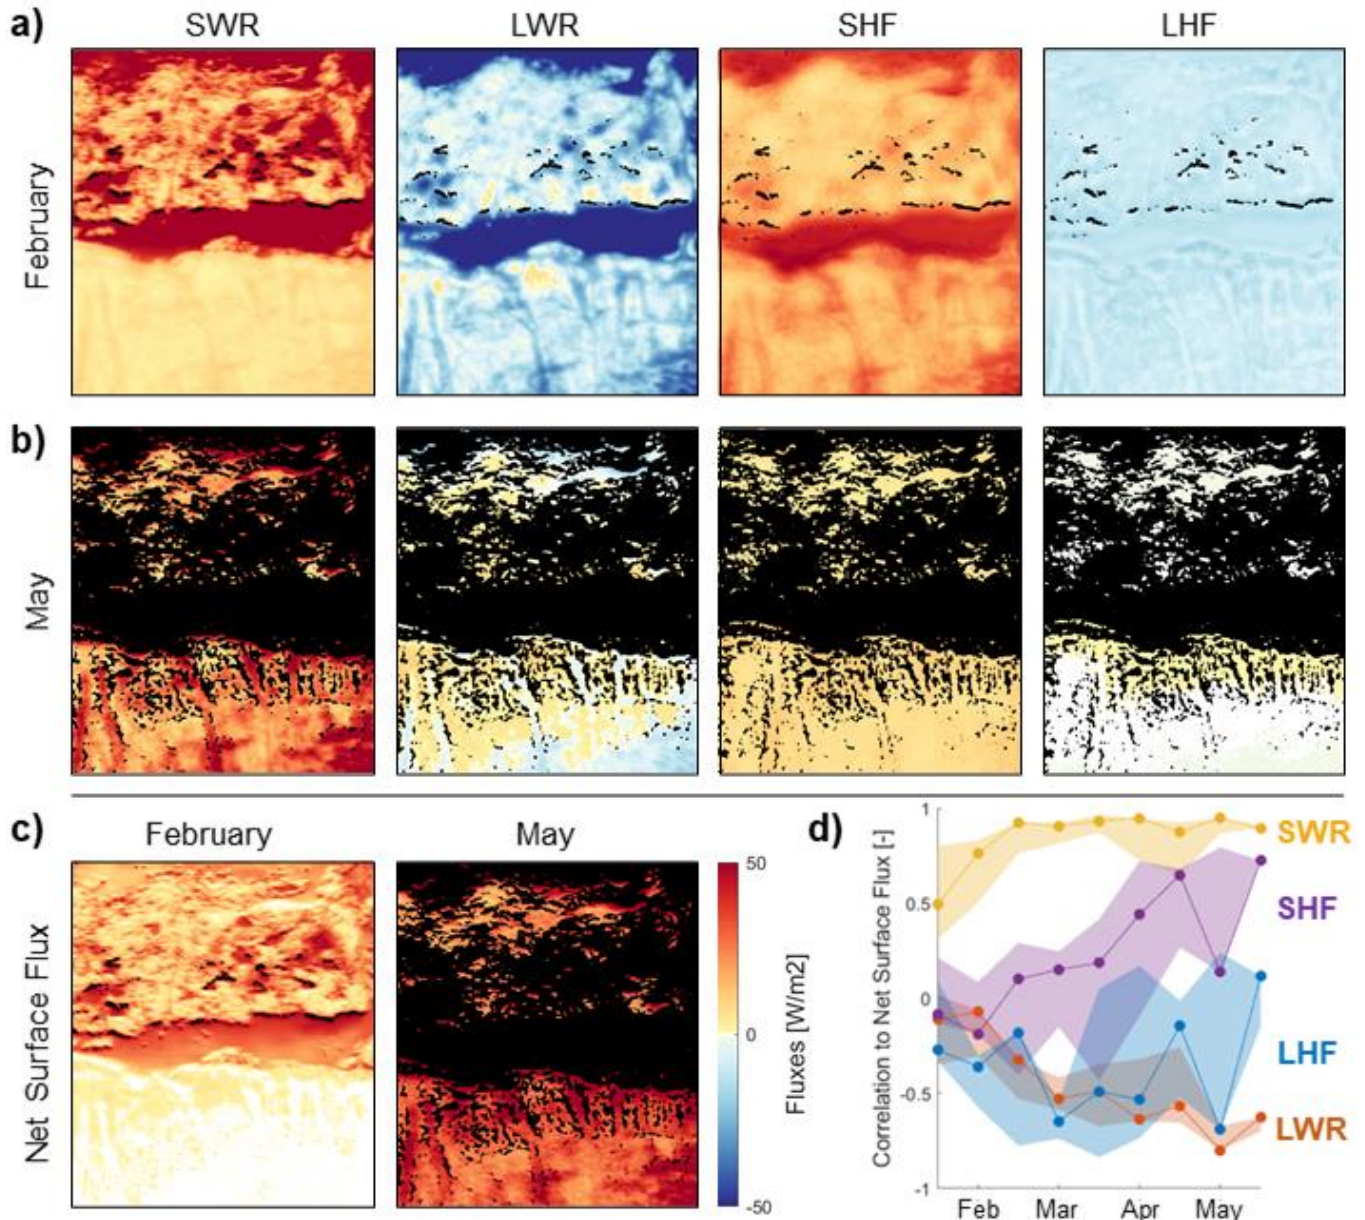 a)
SWR
LWR
SHF
LHF
February
b)
May
c)
February
May
Net Surface Flux
50
0
-50
Fluxes [W/m2]
d)
1
0.5
0
-0.5
-1
Correlation to Net Surface Flux [-]
Feb
Mar
Apr
May
SWR
SHF
LHF
LWR